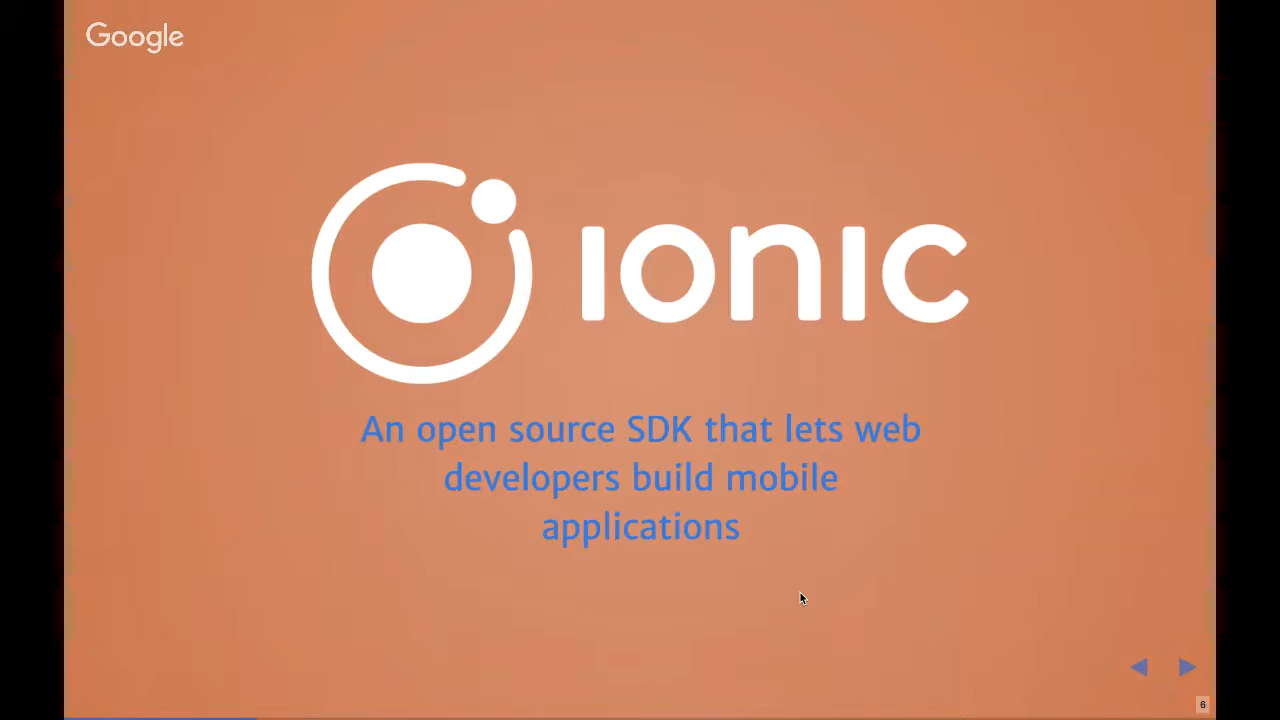 Google
ionic
An open source SDK that lets web
developers build mobile
applications
6